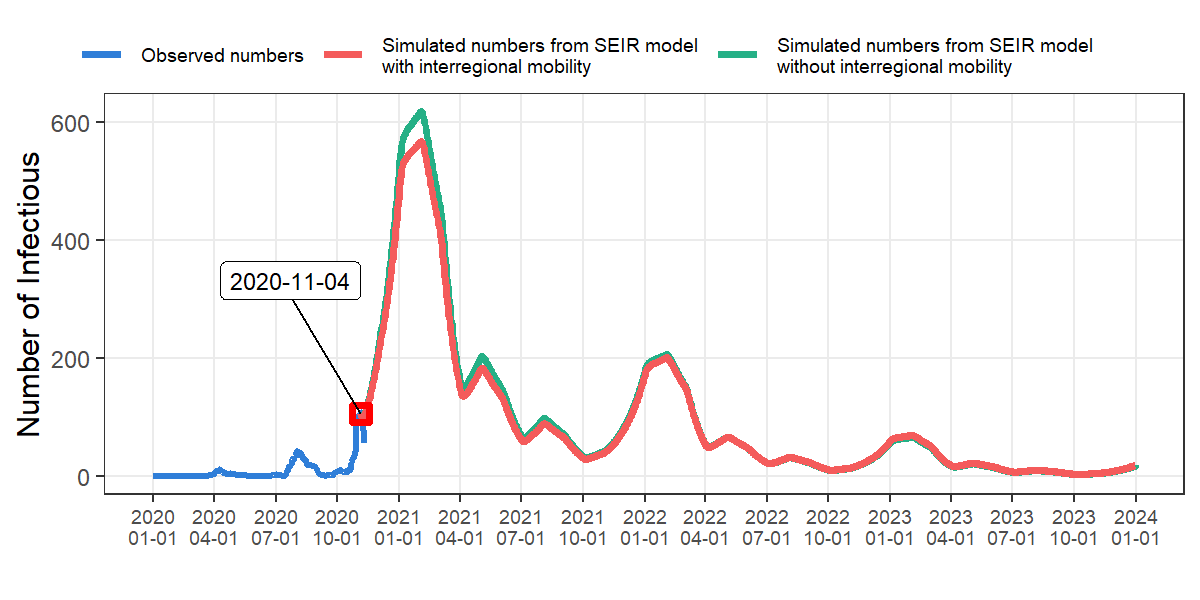 Observed numbers
Simulated numbers from SEIR model
with interregional mobility
Simulated numbers from SEIR model
without interregional mobility
Number of Infectious
600
400
200
0
2020-11-04
2020 2020 2020 2020 2021 2021 2021 2021 2022 2022 2022 2022 2023 2023 2023 2023 2024
01-01 04-01 07-01 10-01 01-01 04-01 07-01 10-01 01-01 04-01 07-01 10-01 01-01 04-01 07-01 10-01 01-01